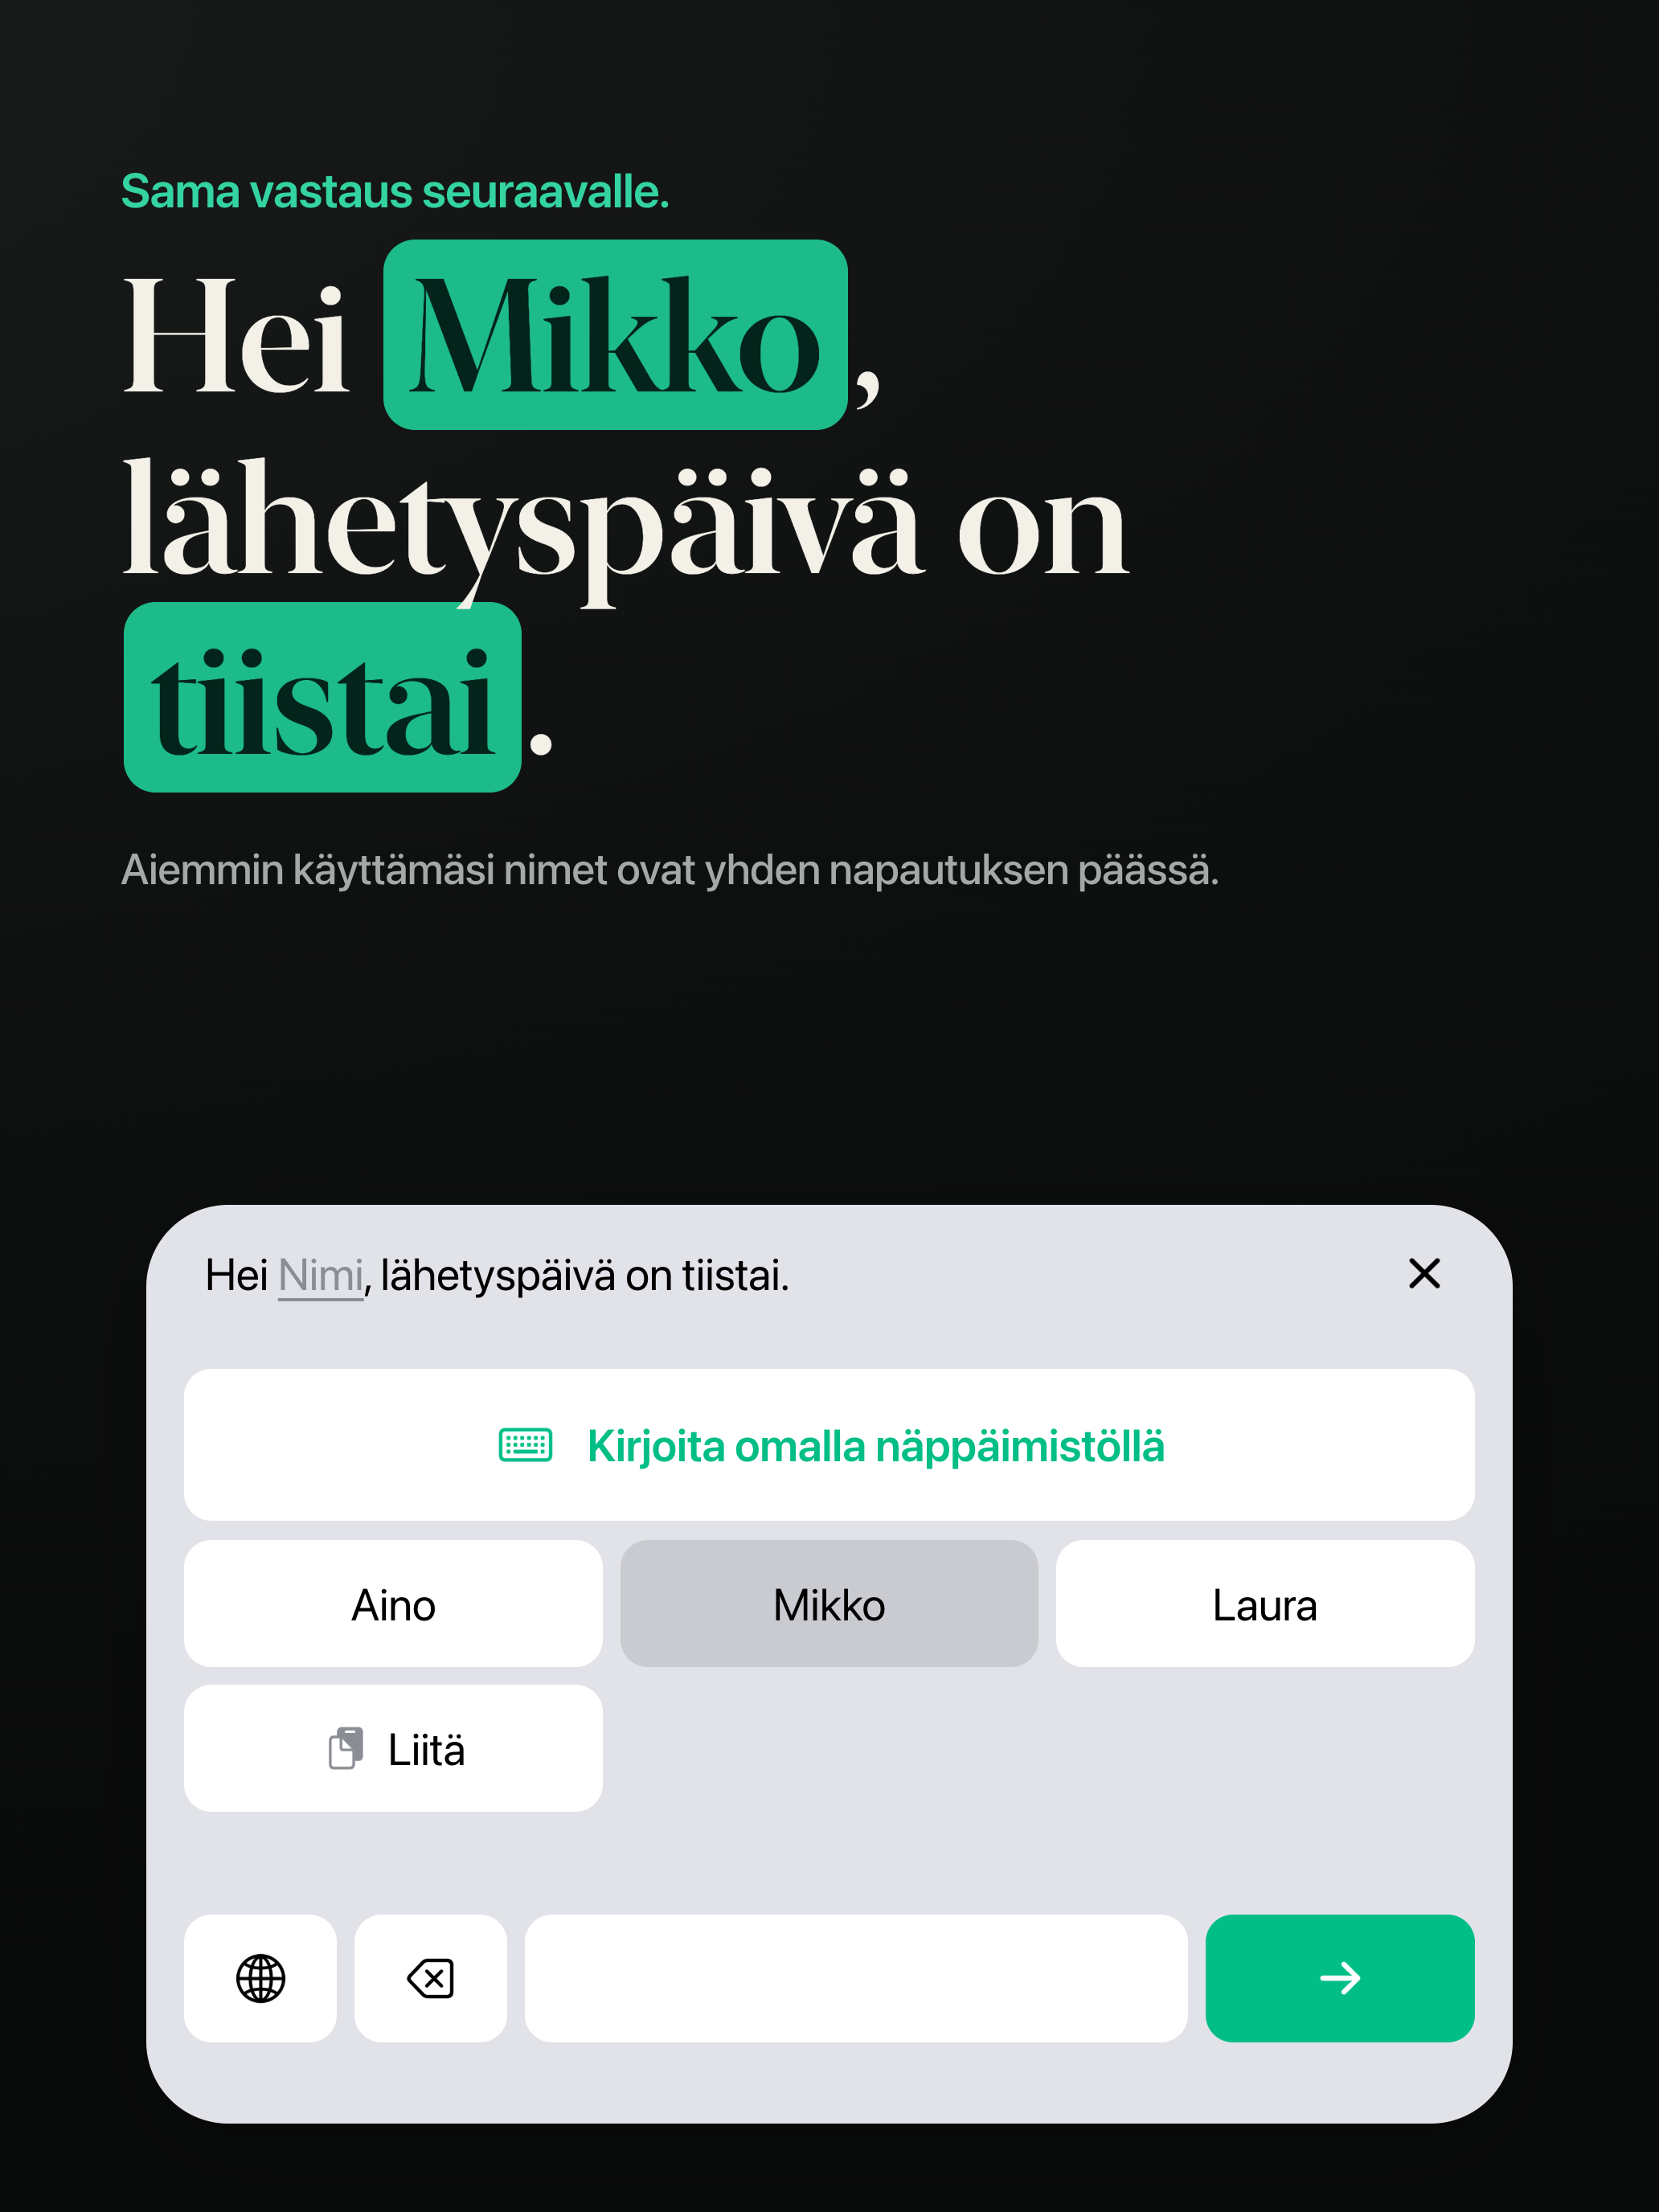 Sama vastaus seuraavalle.
Hei Mikko,
lähetyspäivä on
tiistai.
Aiemmin käyttämäsi nimet ovat yhden napautuksen päässä.
Hei Nimi, lähetyspäivä on tiistai.
Kirjoita omalla näppäimistöllä
Aino
Mikko
Laura
Liitä